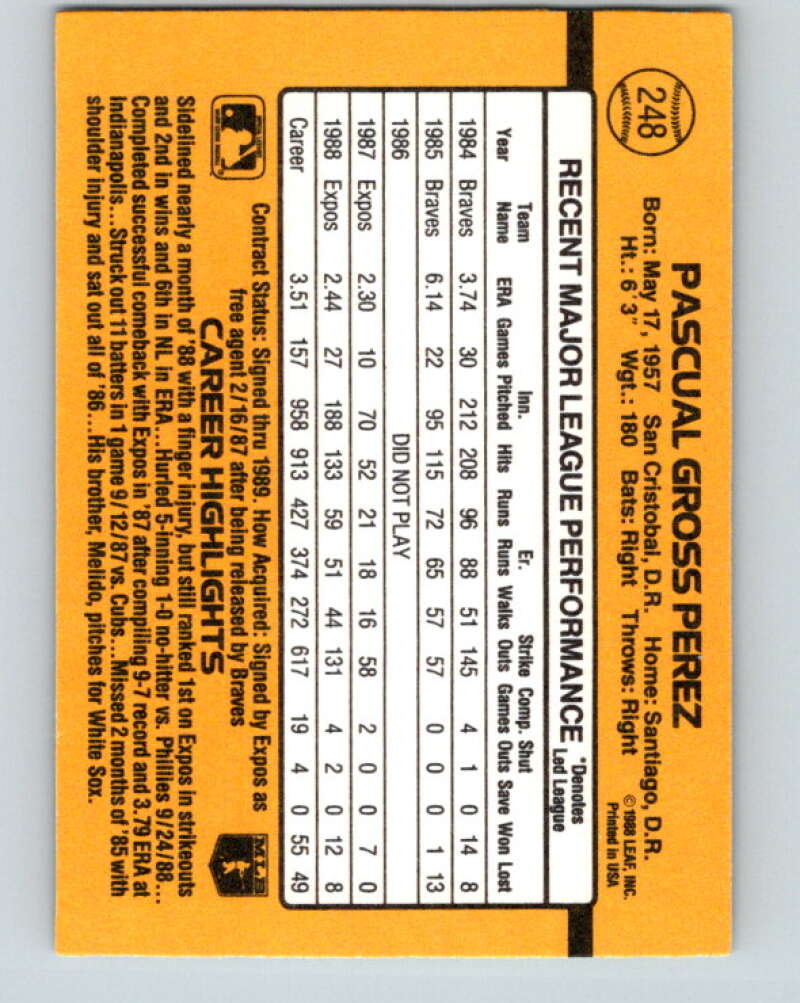 248
PASCUAL GROSS PEREZ
Born: May 17, 1957 San Cristobal, D.R. Home: Santiago, D.R.
Ht.: 6'3" Wgt.: 180 Bats: Right Throws: Right
© 1988 LEAF, INC.
Printed in USA
RECENT MAJOR LEAGUE PERFORMANCE
*Denotes
Led League
Team Inn. Er. Strike Comp. Shut
Year Name ERA Games Pitched Hits Runs Runs Walks Outs Games Outs Save Won Lost
1984 Braves 3.74 30 212 208 96 88 51 145 4 1 0 14 8
1985 Braves 6.14 22 95 115 72 65 57 57 0 0 0 1 13
1986 DID NOT PLAY
1987 Expos 2.30 10 70 52 21 18 16 58 2 0 0 7 0
1988 Expos 2.44 27 188 133 59 51 44 131 4 2 0 12 8
Career 3.51 157 958 913 427 374 272 617 19 4 0 55 49
Contract Status: Signed thru 1989. How Acquired: Signed by Expos as
free agent 2/16/87 after being released by Braves
MLB
CAREER HIGHLIGHTS
Sidelined nearly a month of '88 with a finger injury, but still ranked 1st on Expos in strikeouts
and 2nd in wins and 6th in NL in ERA...Hurled 5-inning 1-0 no-hitter vs. Phillies 9/24/88...
Completed successful comeback with Expos in '87 after compiling 9-7 record and 3.79 ERA at
Indianapolis...Struck out 11 batters in 1 game 9/12/87 vs. Cubs...Missed 2 months of '85 with
shoulder injury and sat out all of '86...His brother, Melido, pitches for White Sox.